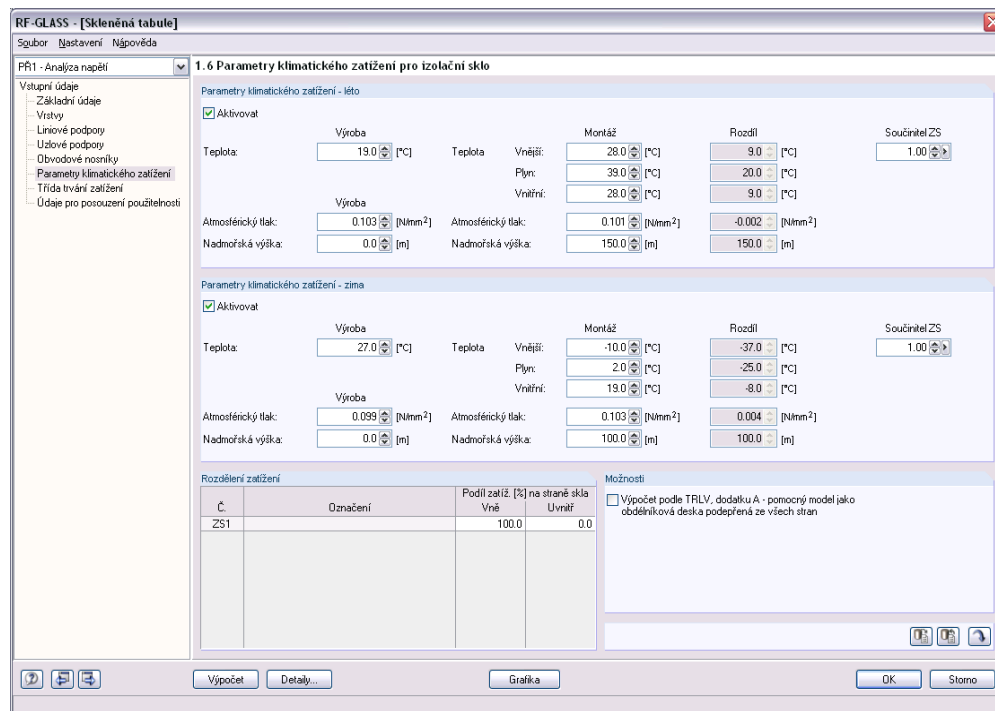 RF-GLASS - [Skleněná tabule]
Soubor Nastavení Nápověda
PŘ1 - Analýza napětí
1.6 Parametry klimatického zatížení pro izolační sklo
Vstupní údaje
Základní údaje
Vrstvy
Liniové podpory
Uzlové podpory
Obvodové nosníky
Parametry klimatického zatížení
Třída trvání zatížení
Údaje pro posouzení použitelnosti
Parametry klimatického zatížení - léto
Aktivovat
Výroba Montáž Rozdíl Součinitel ZS
Teplota: 19.0 [°C] Teplota Vnější: 28.0 [°C] 9.0 [°C] 1.00
Plyn: 39.0 [°C] 20.0 [°C]
Vnitřní: 28.0 [°C] 9.0 [°C]
Výroba
Atmosférický tlak: 0.103 [N/mm²] Atmosférický tlak: 0.101 [N/mm²] -0.002 [N/mm²]
Nadmořská výška: 0.0 [m] Nadmořská výška: 150.0 [m] 150.0 [m]
Parametry klimatického zatížení - zima
Aktivovat
Výroba Montáž Rozdíl Součinitel ZS
Teplota: 27.0 [°C] Teplota Vnější: -10.0 [°C] -37.0 [°C] 1.00
Plyn: 2.0 [°C] -25.0 [°C]
Vnitřní: 19.0 [°C] -8.0 [°C]
Výroba
Atmosférický tlak: 0.099 [N/mm²] Atmosférický tlak: 0.103 [N/mm²] 0.004 [N/mm²]
Nadmořská výška: 0.0 [m] Nadmořská výška: 100.0 [m] 100.0 [m]
Rozdělení zatížení
Podíl zatíž. [%] na straně skla
Č. Označení Vně Uvnitř
ZS1 100.0 0.0
Možnosti
Výpočet podle TRLV, dodatku A - pomocný model jako
obdélníková deska podepřená ze všech stran
Výpočet Detaily... Grafika OK Storno